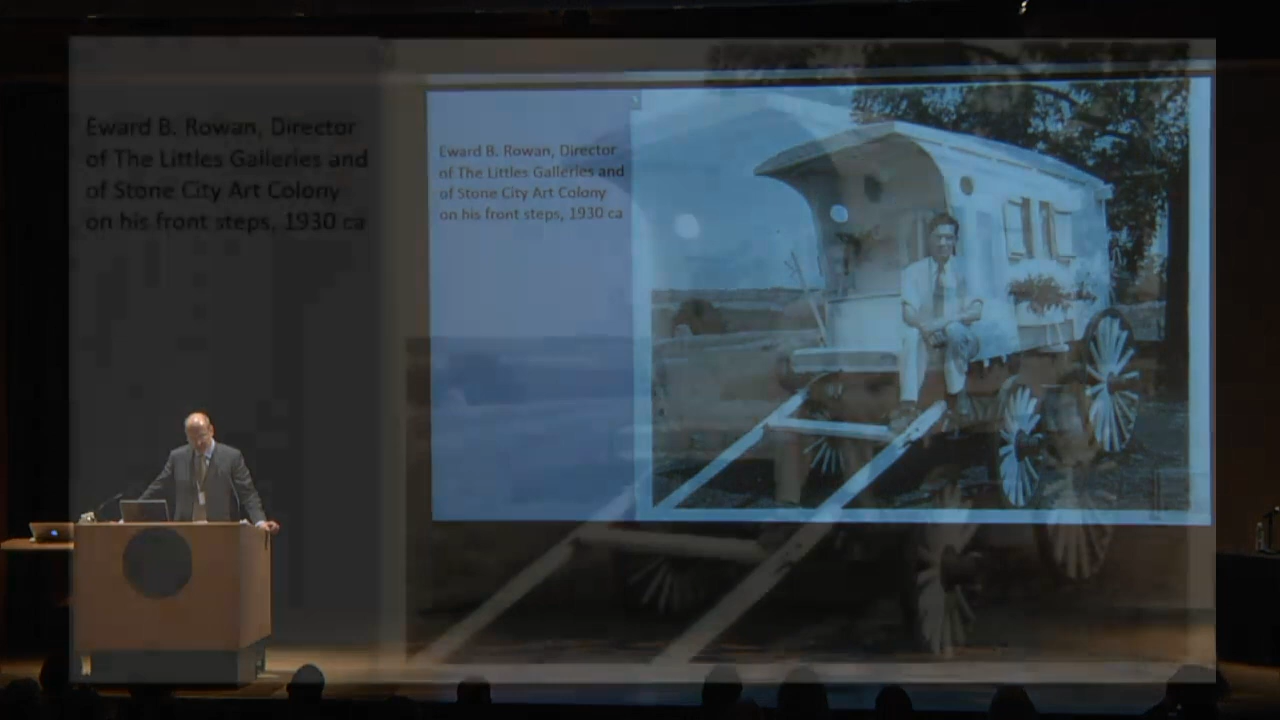 Eward B. Rowan, Director
of The Littles Galleries and
of Stone City Art Colony
on his front steps, 1930 ca
Eward B. Rowan, Director
of The Littles Galleries and
of Stone City Art Colony
on his front steps, 1930 ca